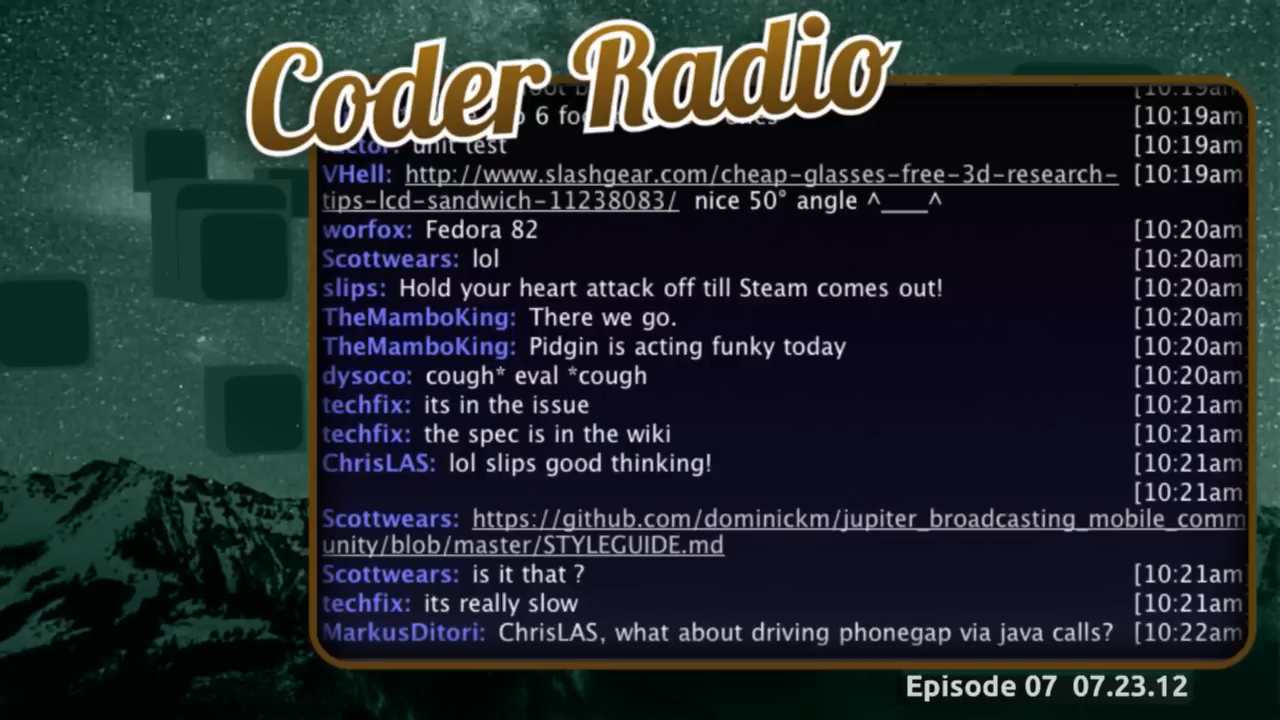 Coder Radio
[10:19am
6 [10:19am
unit test [10:19am
VHell: http://www.slashgear.com/cheap-glasses-free-3d-research- [10:19am
tips-lcd-sandwich-11238083/ nice 50° angle ^____^
worfox: Fedora 82 [10:20am
Scottwears: lol [10:20am
slips: Hold your heart attack off till Steam comes out! [10:20am
TheMamboKing: There we go. [10:20am
TheMamboKing: Pidgin is acting funky today [10:20am
dysoco: cough* eval *cough [10:20am
techfix: its in the issue [10:21am
techfix: the spec is in the wiki [10:21am
ChrisLAS: lol slips good thinking! [10:21am
[10:21am
Scottwears: https://github.com/dominickm/jupiter_broadcasting_mobile_comm
unity/blob/master/STYLEGUIDE.md
Scottwears: is it that ? [10:21am
techfix: its really slow [10:21am
MarkusDitori: ChrisLAS, what about driving phonegap via java calls? [10:22am
Episode 07 07.23.12